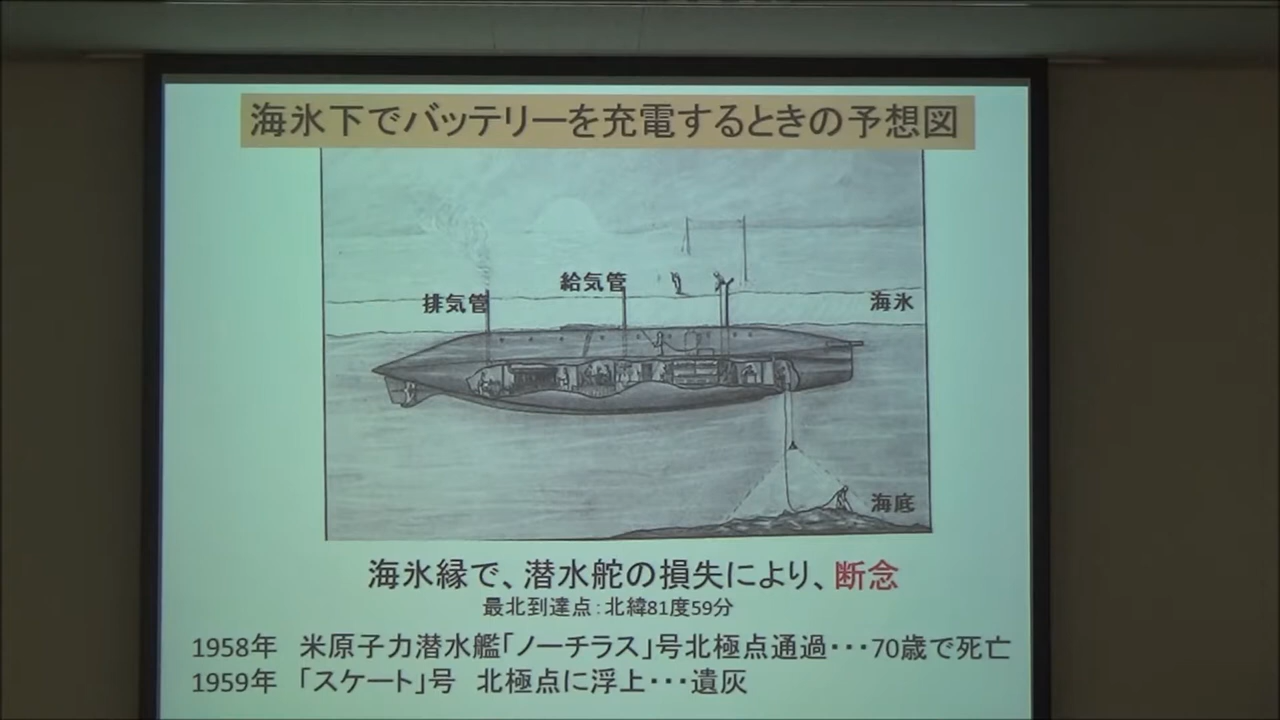 海氷下でバッテリーを充電するときの予想図
給気管
排気管
海氷
海底
海氷縁で、潜水舵の損失により、断念
最北到達点：北緯81度59分
1958年　米原子力潜水艦「ノーチラス」号北極点通過・・・70歳で死亡
1959年　「スケート」号　北極点に浮上・・・遺灰